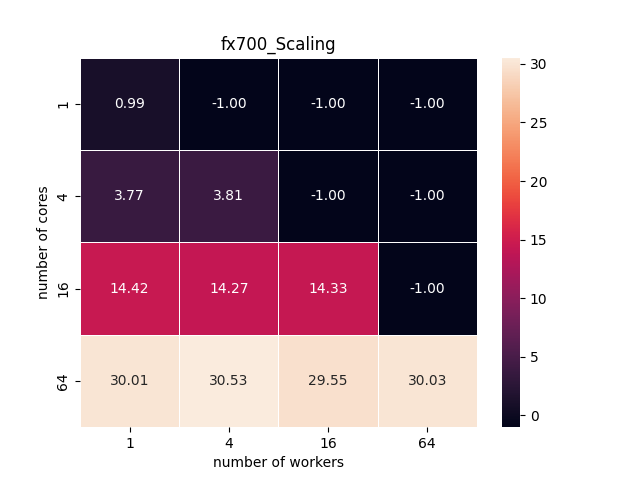 fx700_Scaling
1 0.99 -1.00 -1.00 -1.00
4 3.77 3.81 -1.00 -1.00
16 14.42 14.27 14.33 -1.00
64 30.01 30.53 29.55 30.03
1 4 16 64
number of workers
number of cores
30
25
20
15
10
5
0